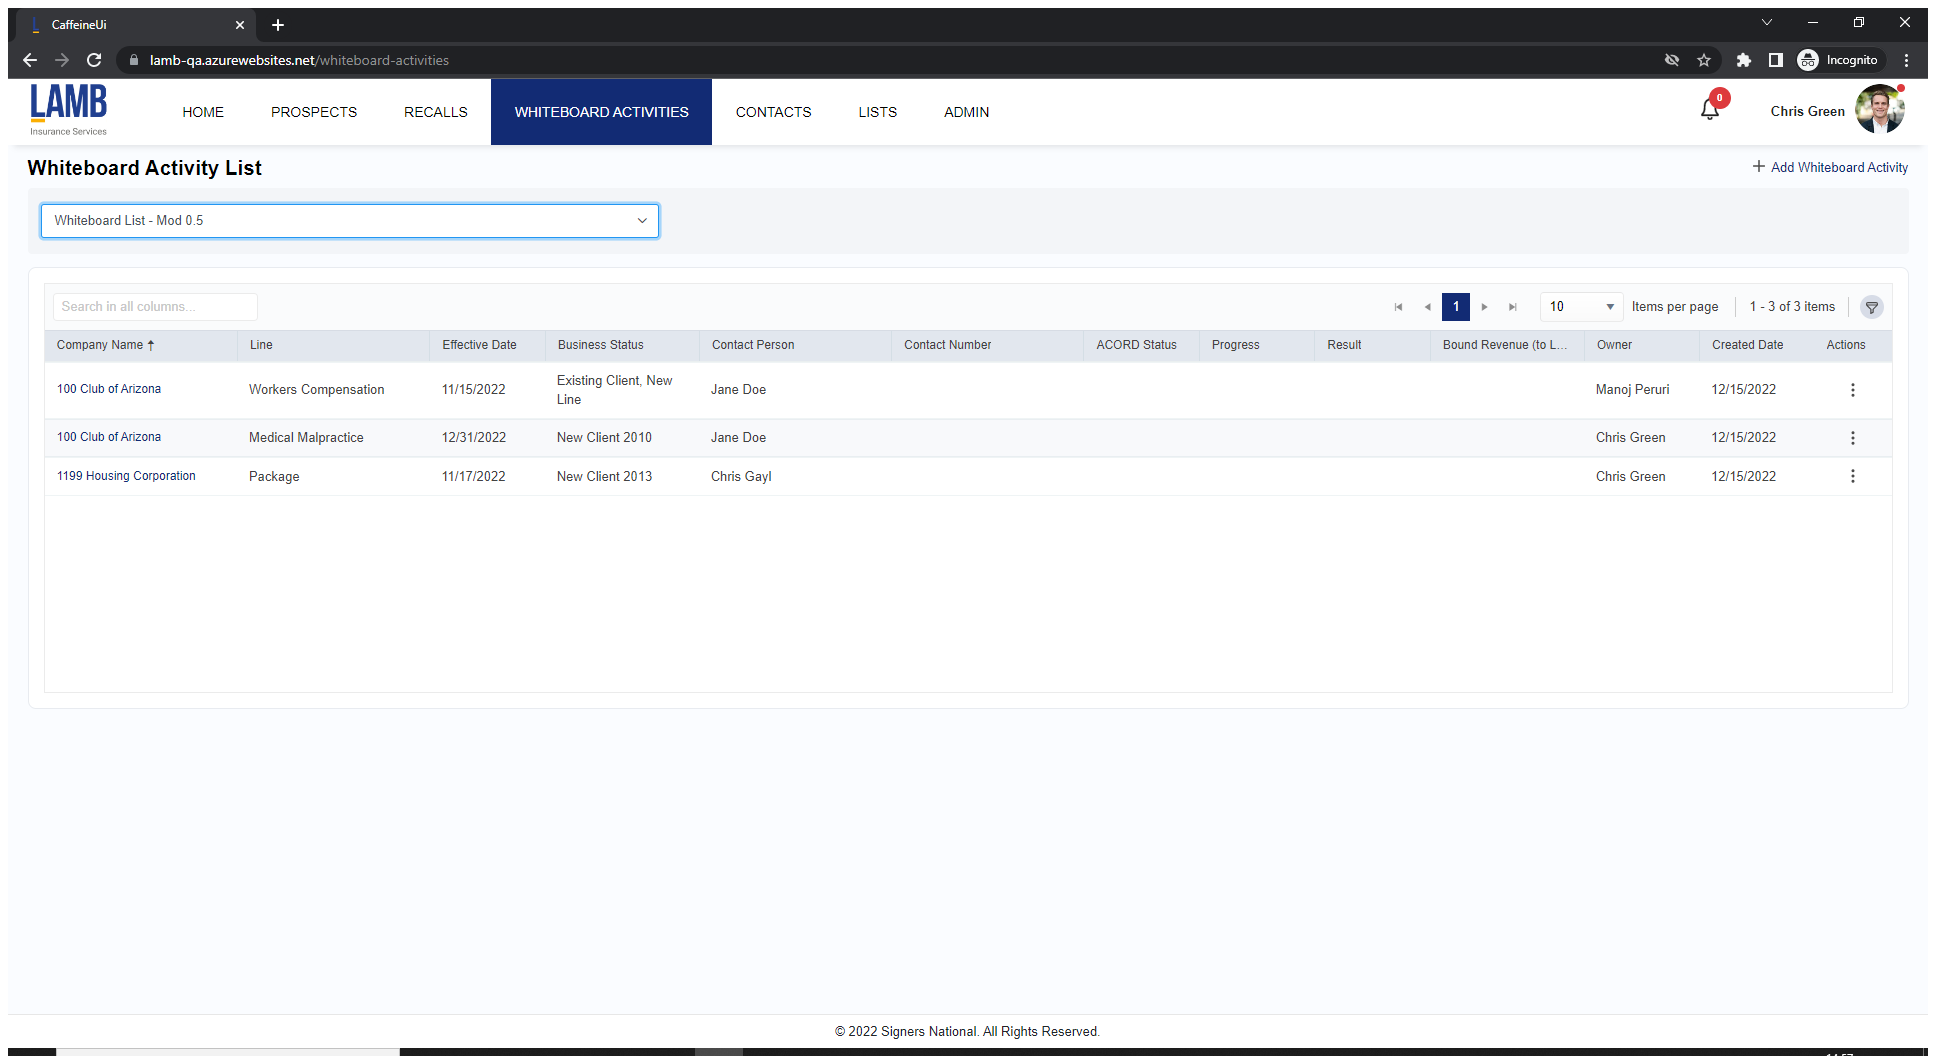 CaffeineUi
lamb-qa.azurewebsites.net/whiteboard-activities
Incognito
LAMB
Insurance Services
HOME
PROSPECTS
RECALLS
WHITEBOARD ACTIVITIES
CONTACTS
LISTS
ADMIN
0
Chris Green
Whiteboard Activity List
Add Whiteboard Activity
Whiteboard List - Mod 0.5
Search in all columns...
1
10
Items per page
1 - 3 of 3 items
Company Name Line Effective Date Business Status Contact Person Contact Number ACORD Status Progress Result Bound Revenue (to L... Owner Created Date Actions
100 Club of Arizona Workers Compensation 11/15/2022 Existing Client, New Jane Doe Manoj Peruri 12/15/2022
Line
100 Club of Arizona Medical Malpractice 12/31/2022 New Client 2010 Jane Doe Chris Green 12/15/2022
1199 Housing Corporation Package 11/17/2022 New Client 2013 Chris Gayl Chris Green 12/15/2022
© 2022 Signers National. All Rights Reserved.